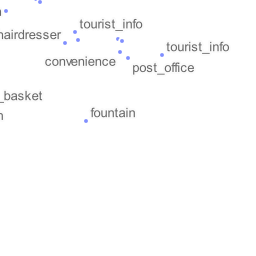 tourist_info
hairdresser
tourist_info
convenience
post_office
_basket
fountain